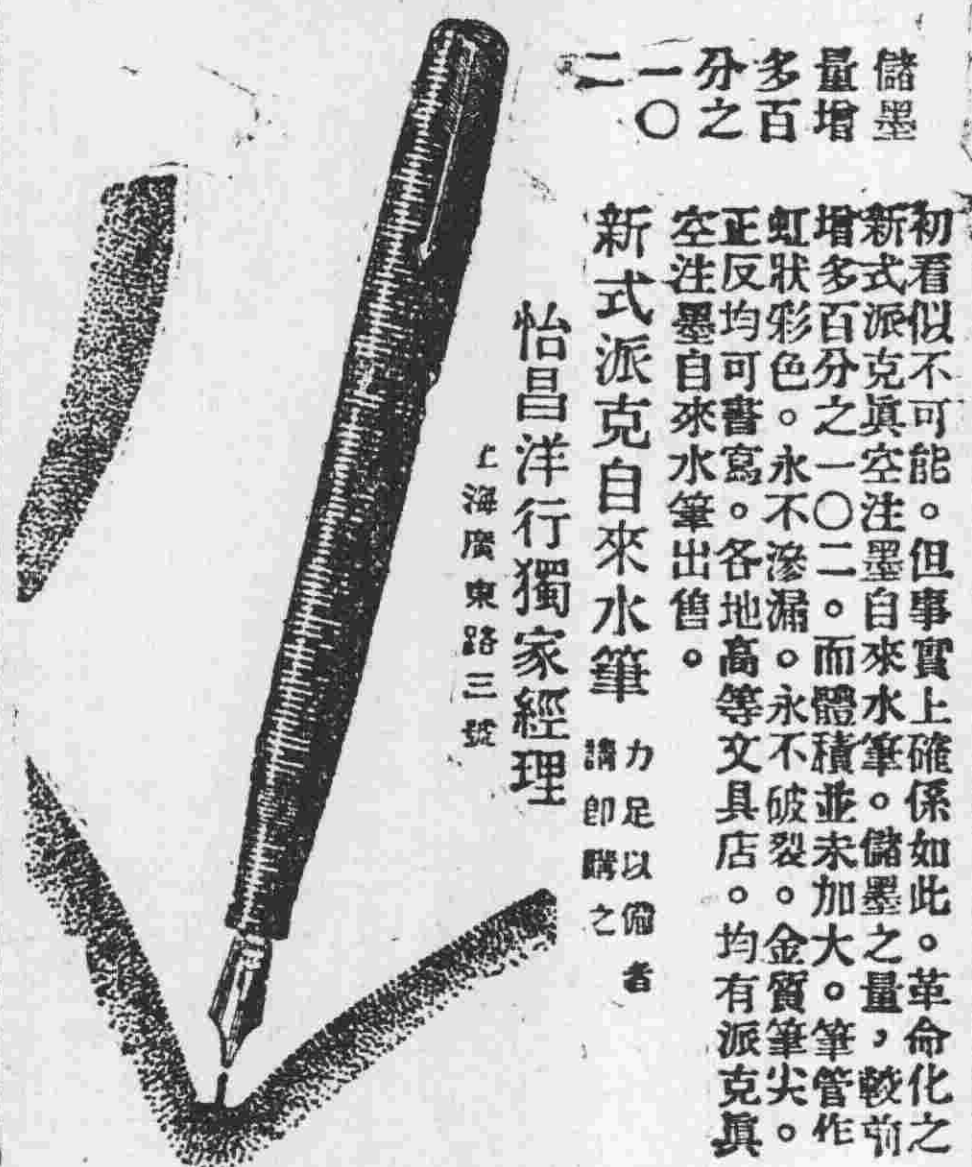 儲墨
量增
多百
分之
一〇
二
初看似不可能。但事實上確係如此。革命化之
新式派克眞空注墨自來水筆。儲墨之量，較前
增多百分之一〇二。而體積並未加大。筆管作
虹狀彩色。永不滲漏。永不破裂。金質筆尖。
正反均可書寫。各地高等文具店。均有派克眞
空注墨自來水筆出售。
新式派克自來水筆
力足以備者
請卽購之
怡昌洋行獨家經理
上海廣東路三號